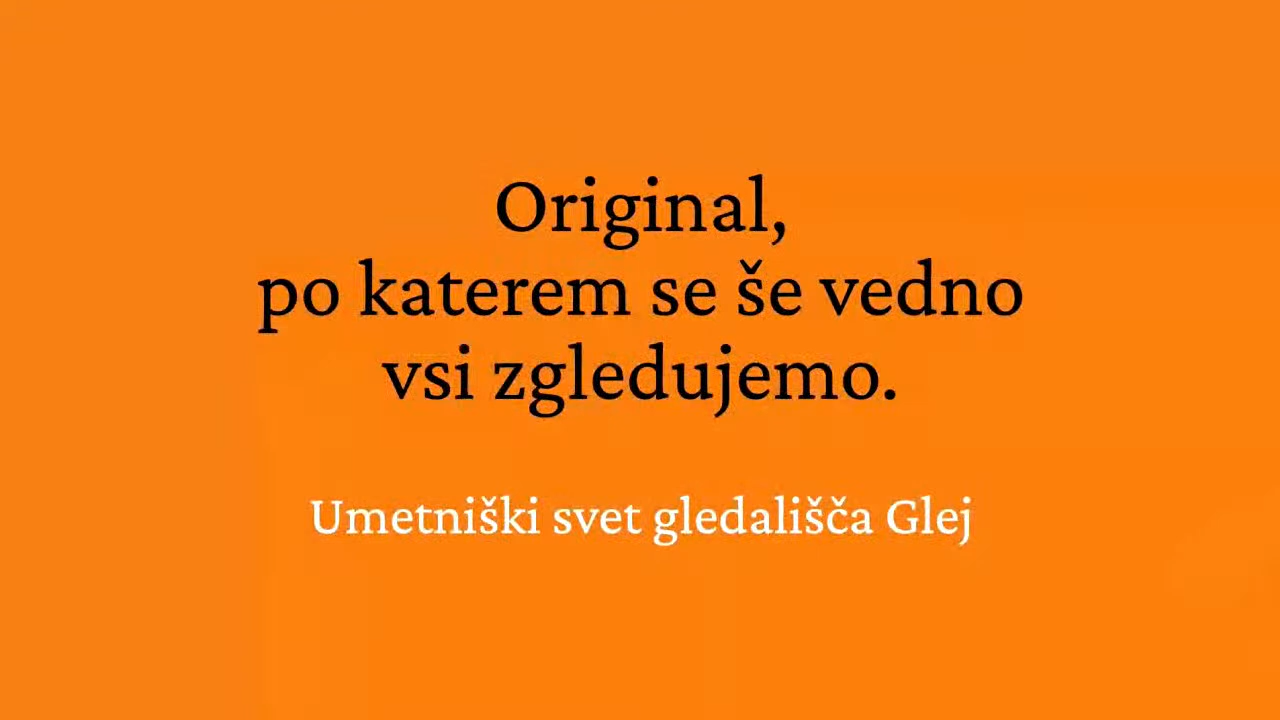 Original,
po katerem se še vedno
vsi zgledujemo.
Umetniški svet gledališča Glej